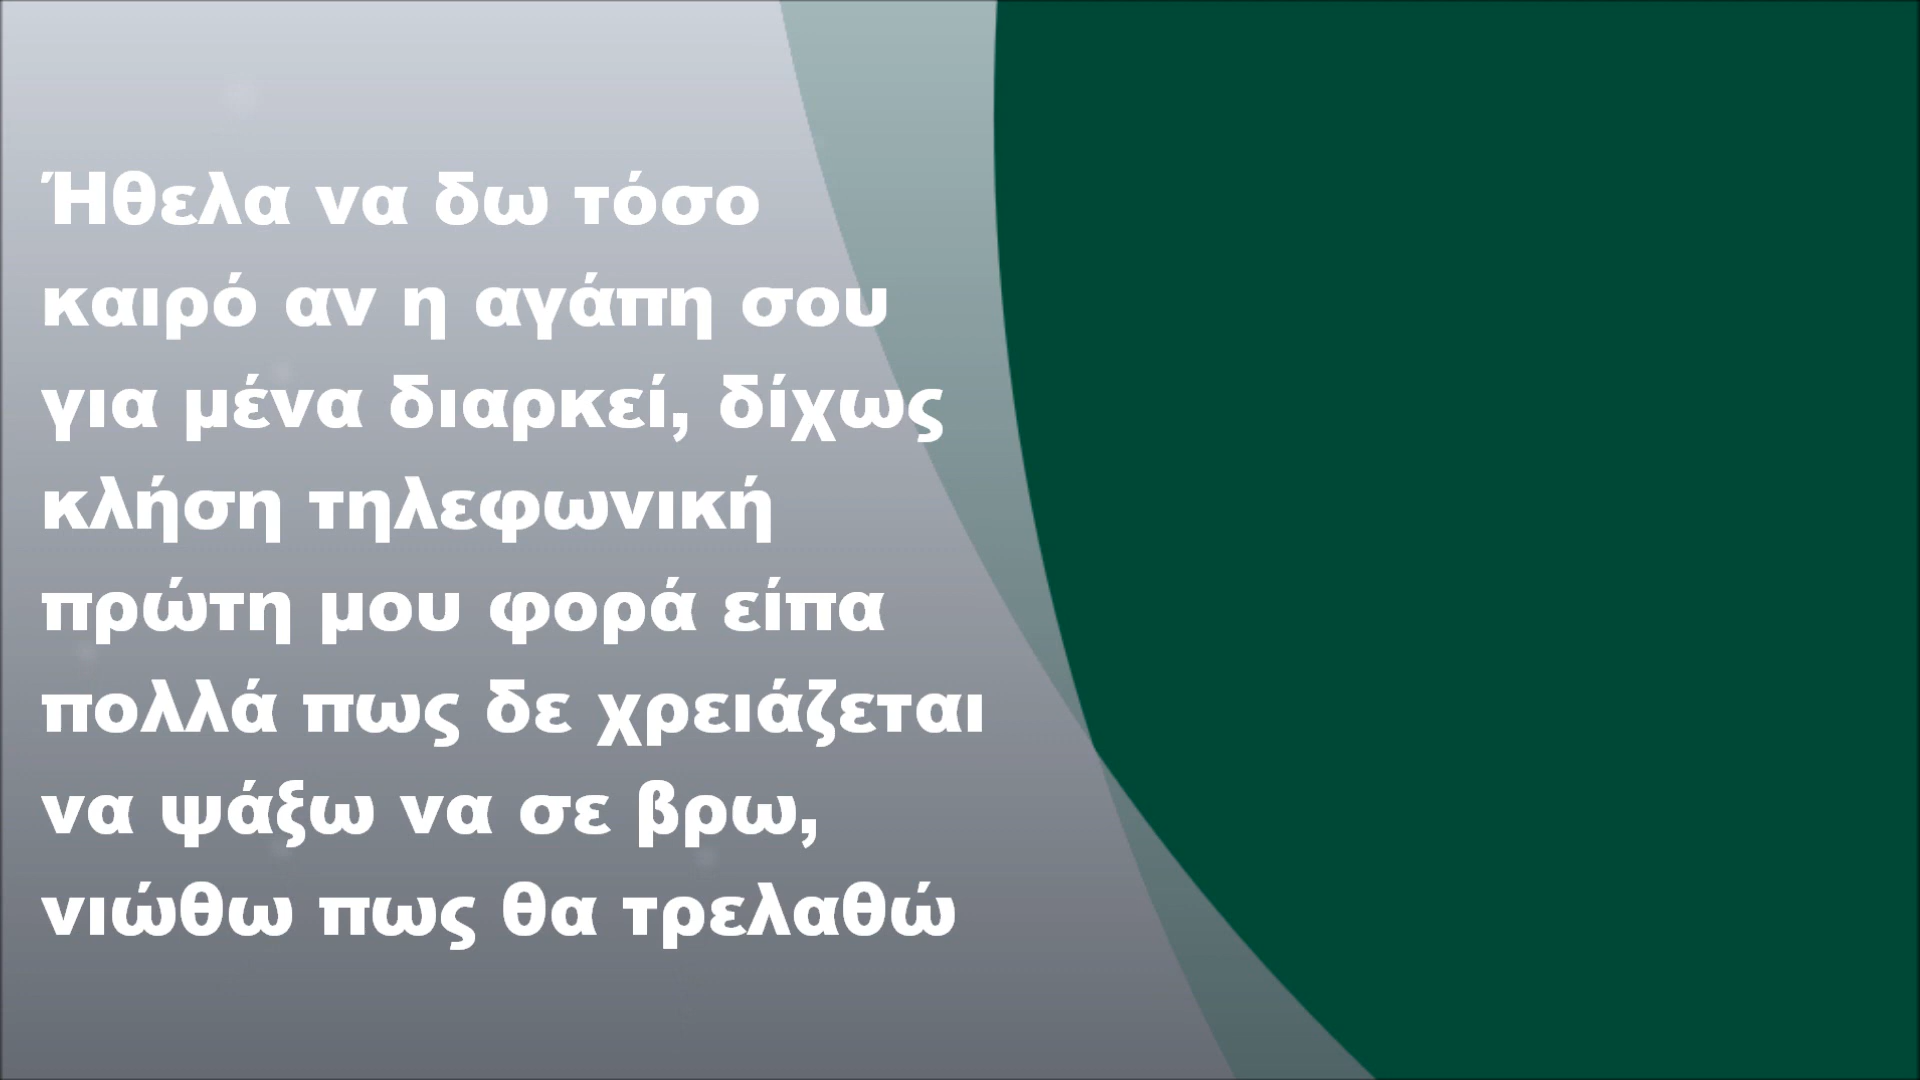 Ήθελα να δω τόσο
καιρό αν η αγάπη σου
για μένα διαρκεί, δίχως
κλήση τηλεφωνική
πρώτη μου φορά είπα
πολλά πως δε χρειάζεται
να ψάξω να σε βρω,
νιώθω πως θα τρελαθώ